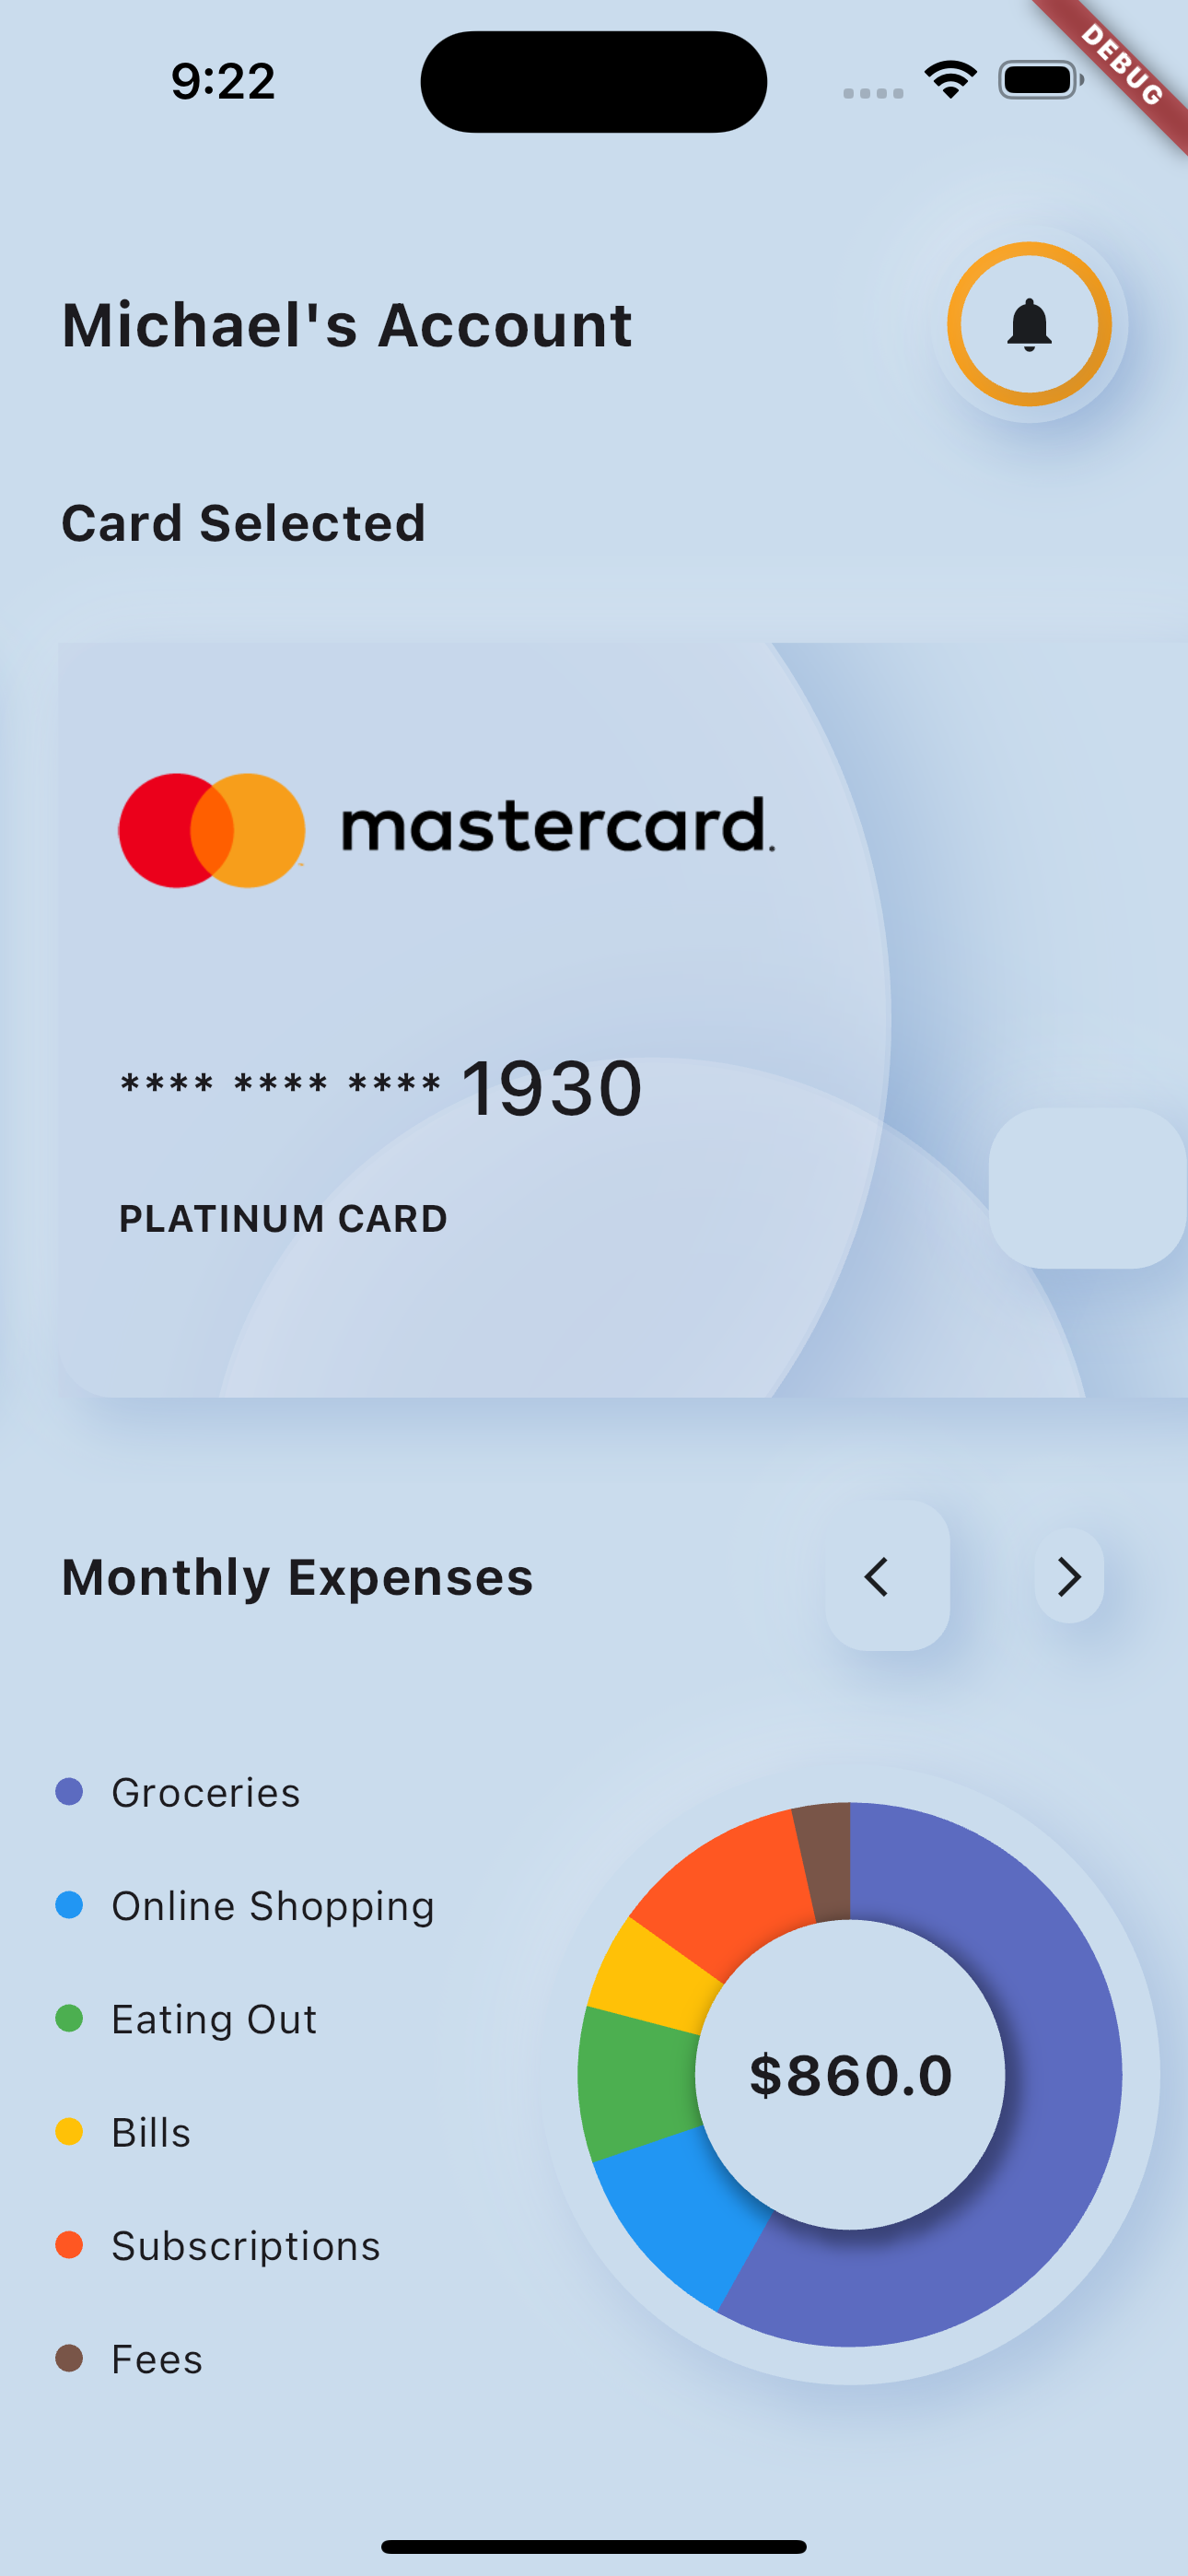 9:22
DEBUG
Michael's Account
Card Selected
mastercard.
**** **** **** 1930
PLATINUM CARD
Monthly Expenses
Groceries
Online Shopping
Eating Out
Bills
Subscriptions
Fees
$860.0